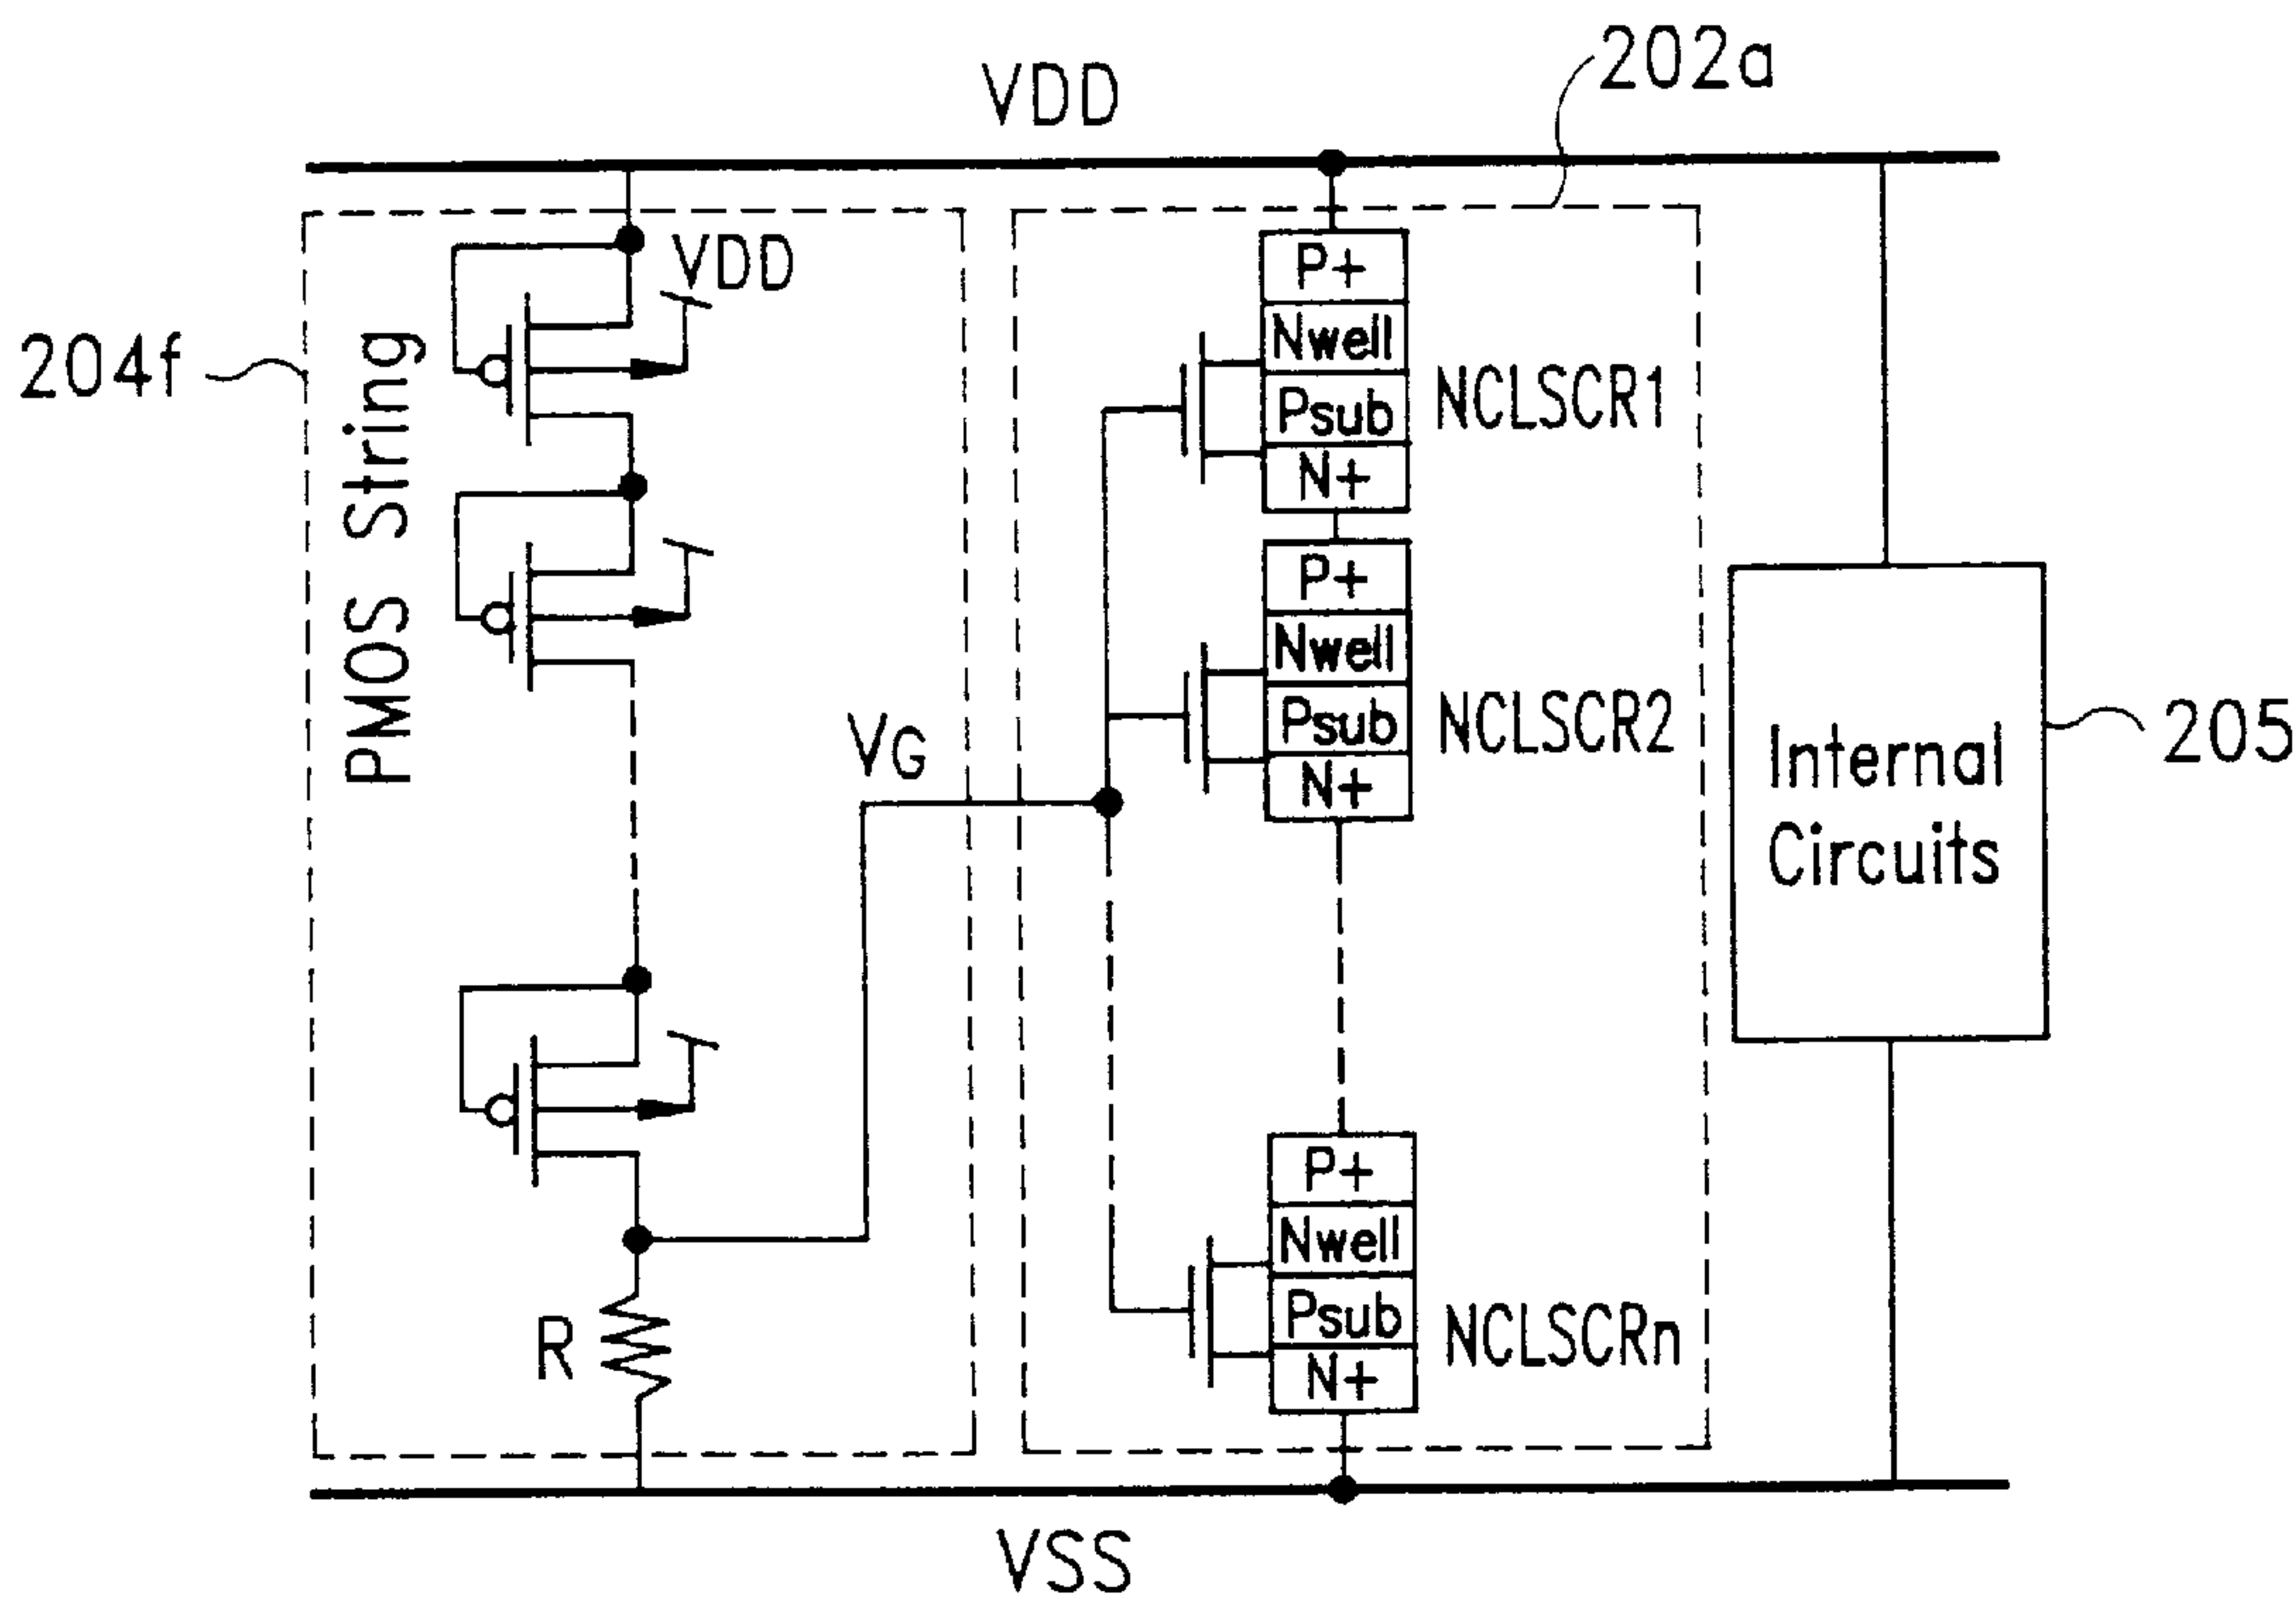 202a
VDD
VDD
204f
PMOS String
P+
Nwell
Psub
N+
NCLSCR1
P+
Nwell
Psub
N+
NCLSCR2
VG
Internal
Circuits
205
P+
Nwell
Psub
N+
NCLSCRn
R
VSS